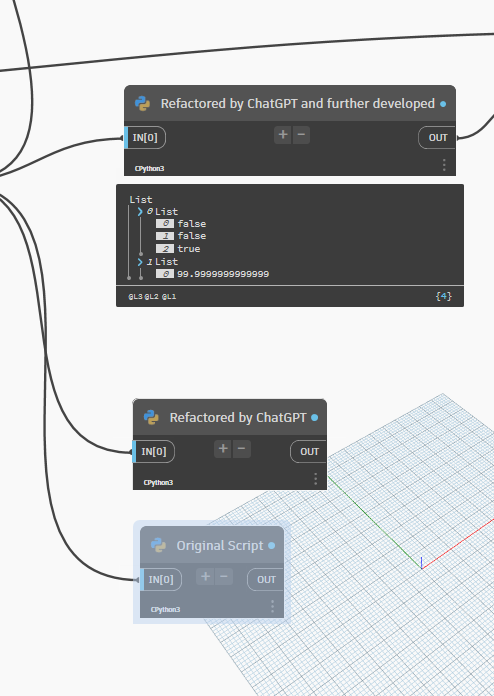 Refactored by ChatGPT and further developed
IN[0] + − OUT
CPython3
List
0 List
0 false
1 false
2 true
1 List
0 99.9999999999999
@L3 @L2 @L1 {4}
Refactored by ChatGPT
IN[0] + − OUT
CPython3
Original Script
IN[0] + − OUT
CPython3